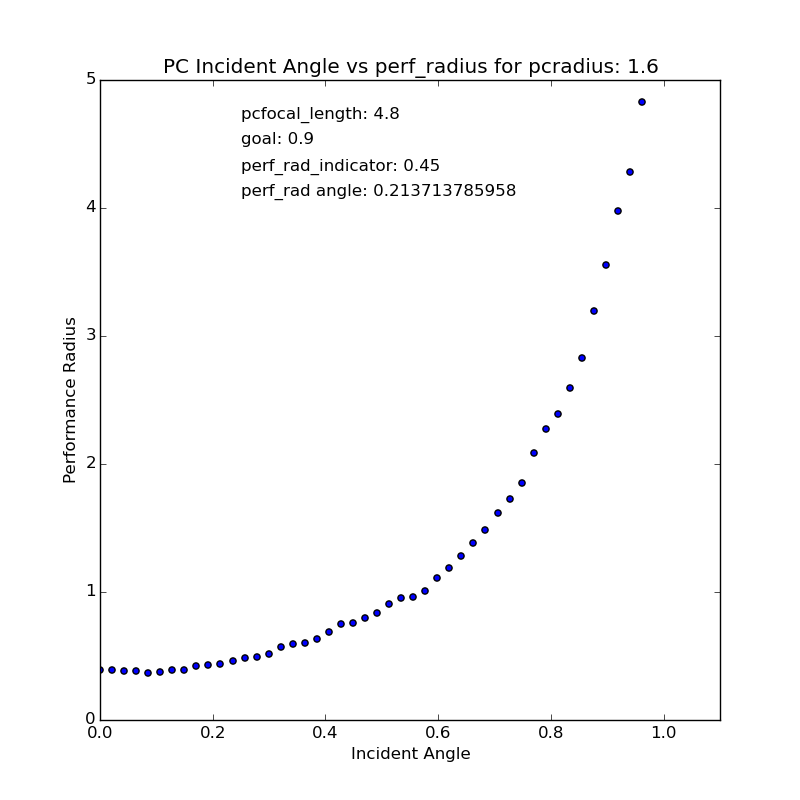 PC Incident Angle vs perf_radius for pcradius: 1.6
pcfocal_length: 4.8
goal: 0.9
perf_rad_indicator: 0.45
perf_rad angle: 0.213713785958
Performance Radius
5
4
3
2
1
0
0.0 0.2 0.4 0.6 0.8 1.0
Incident Angle